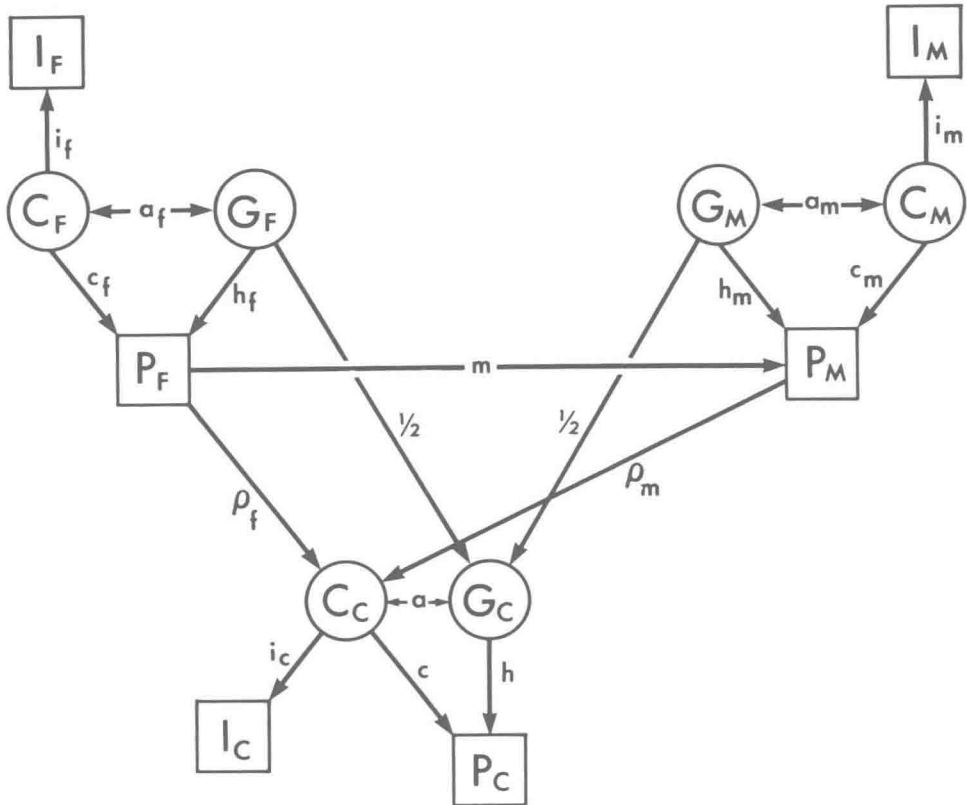 I_F
I_M
i_f
i_m
C_F
a_f
G_F
G_M
a_m
C_M
c_f
h_f
h_m
c_m
P_F
m
P_M
½
½
ρ_f
ρ_m
C_C
a
G_C
i_c
c
h
I_C
P_C